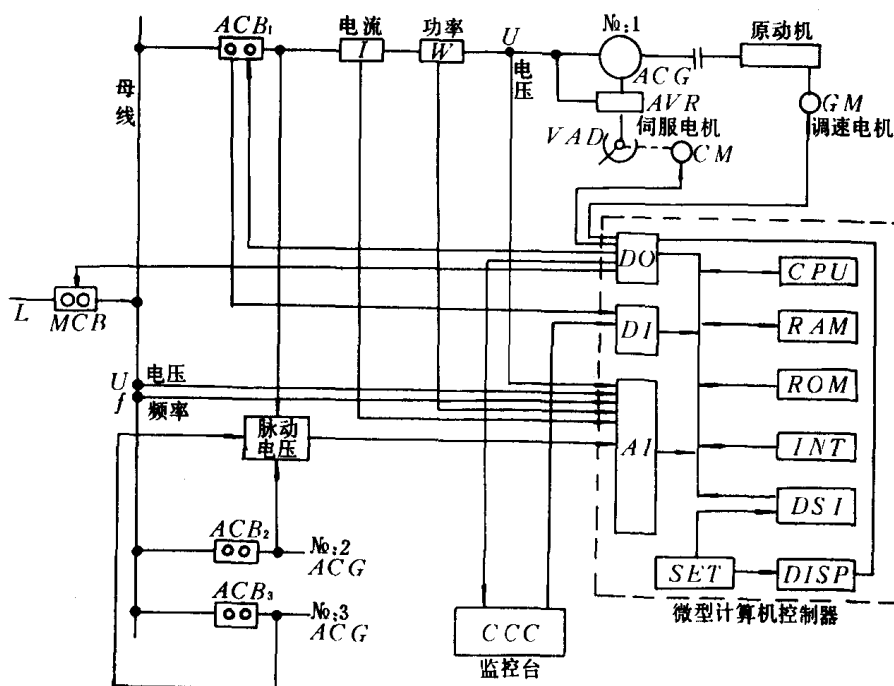 ACB₁
电流
I
功率
W
U
电压
№:1
ACG
原动机
母线
AVR
伺服电机
VAD
CM
GM
调速电机
DO
CPU
L
MCB
DI
RAM
U 电压
f 频率
ROM
脉动
电压
AI
INT
DSI
ACB₂
№:2
ACG
SET
DISP
ACB₃
№:3
ACG
CCC
监控台
微型计算机控制器